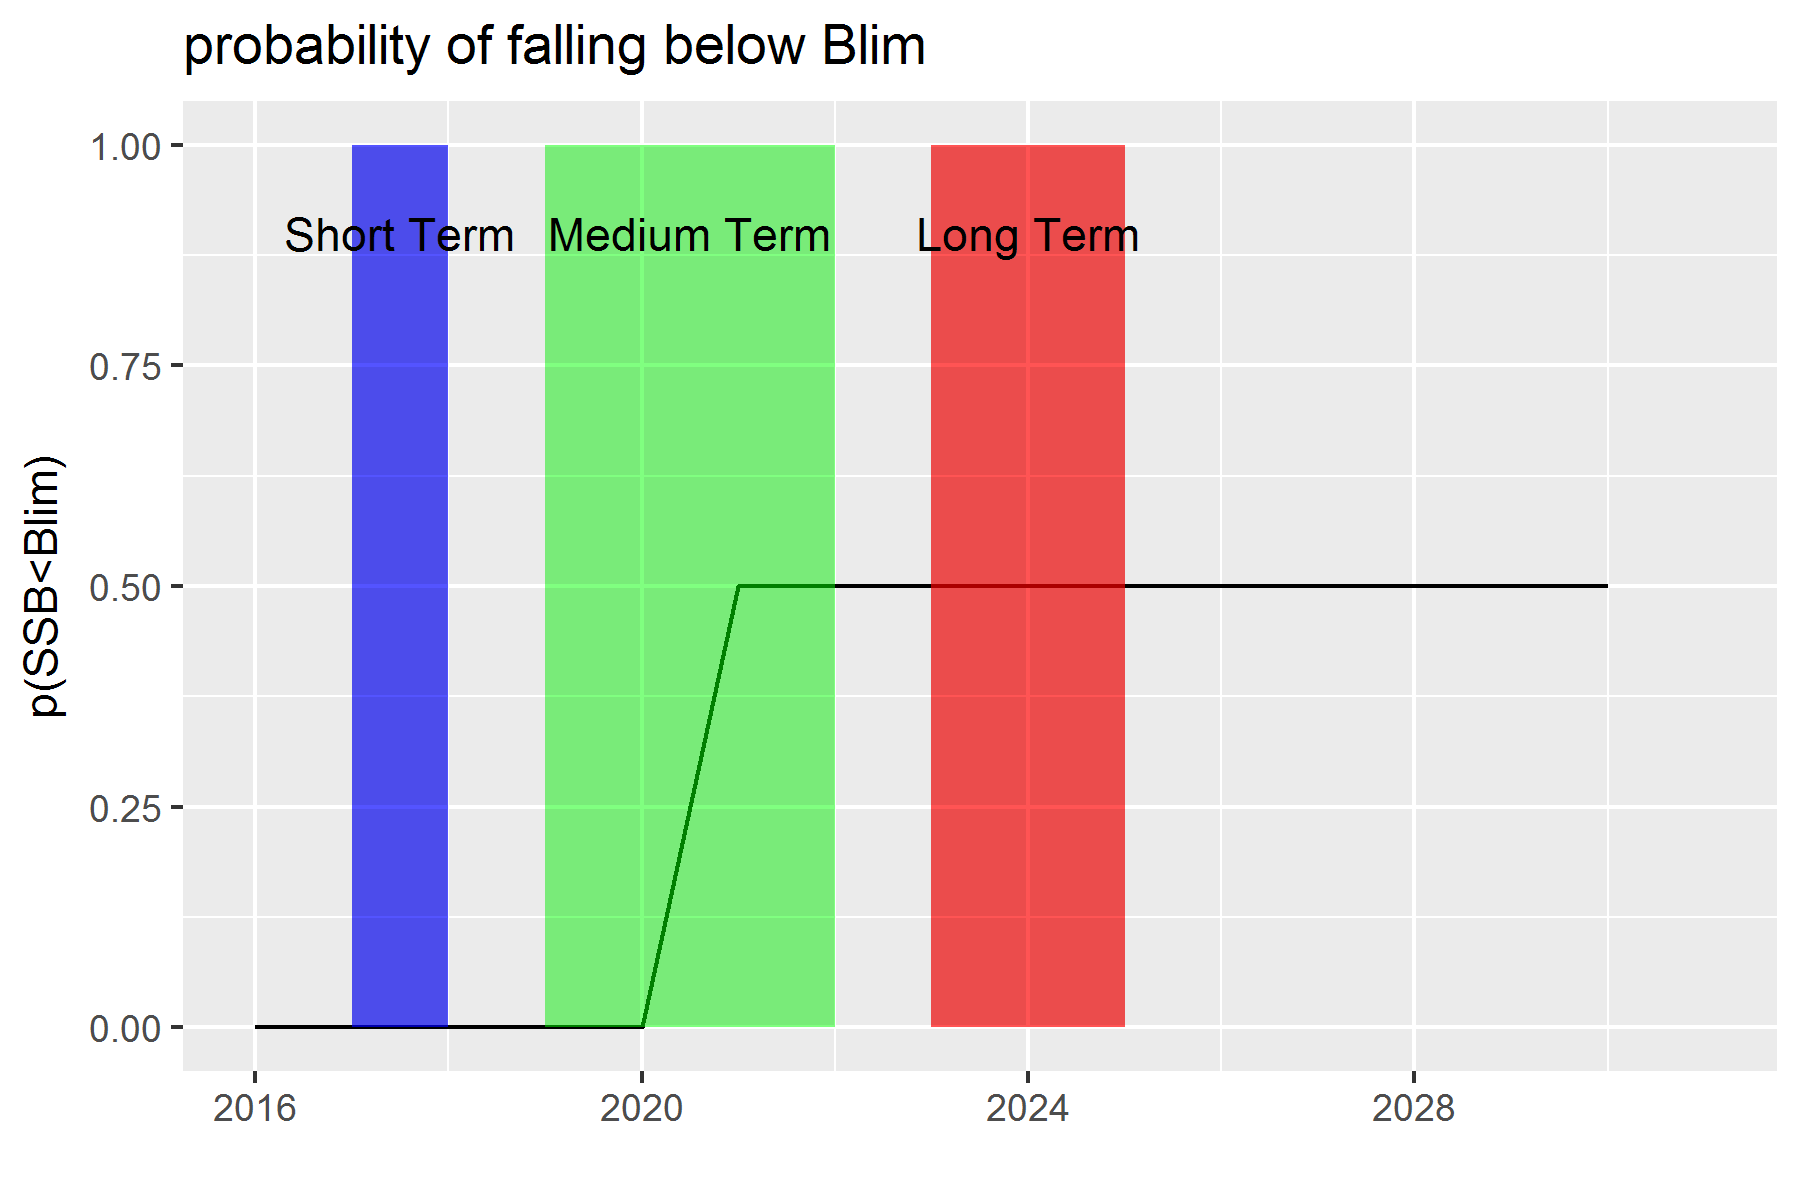 probability of falling below Blim
p(SSB<Blim)
1.00
0.75
0.50
0.25
0.00
Short Term
Medium Term
Long Term
2016
2020
2024
2028